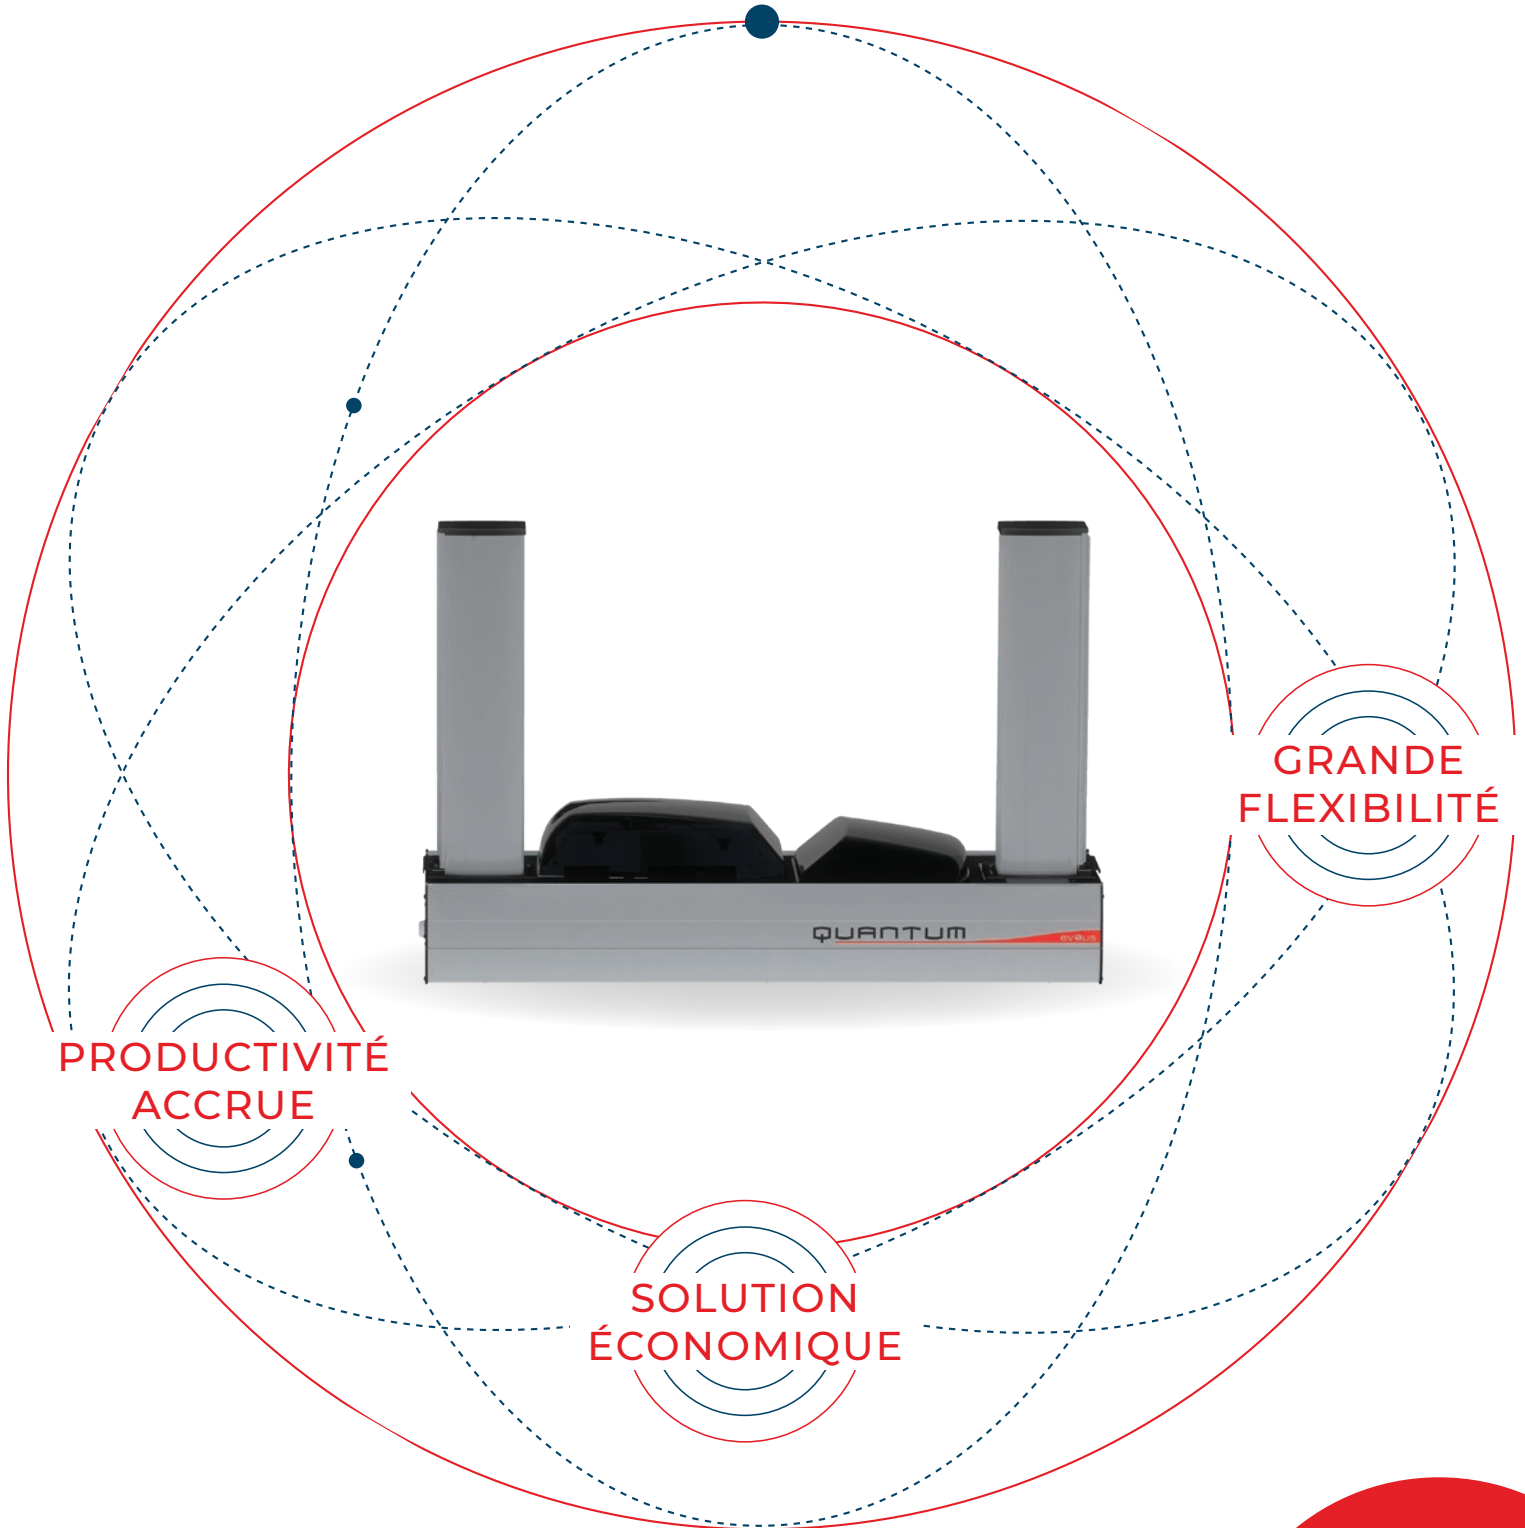 GRANDE
FLEXIBILITÉ
QUANTUM
evolis
PRODUCTIVITÉ
ACCRUE
SOLUTION
ÉCONOMIQUE